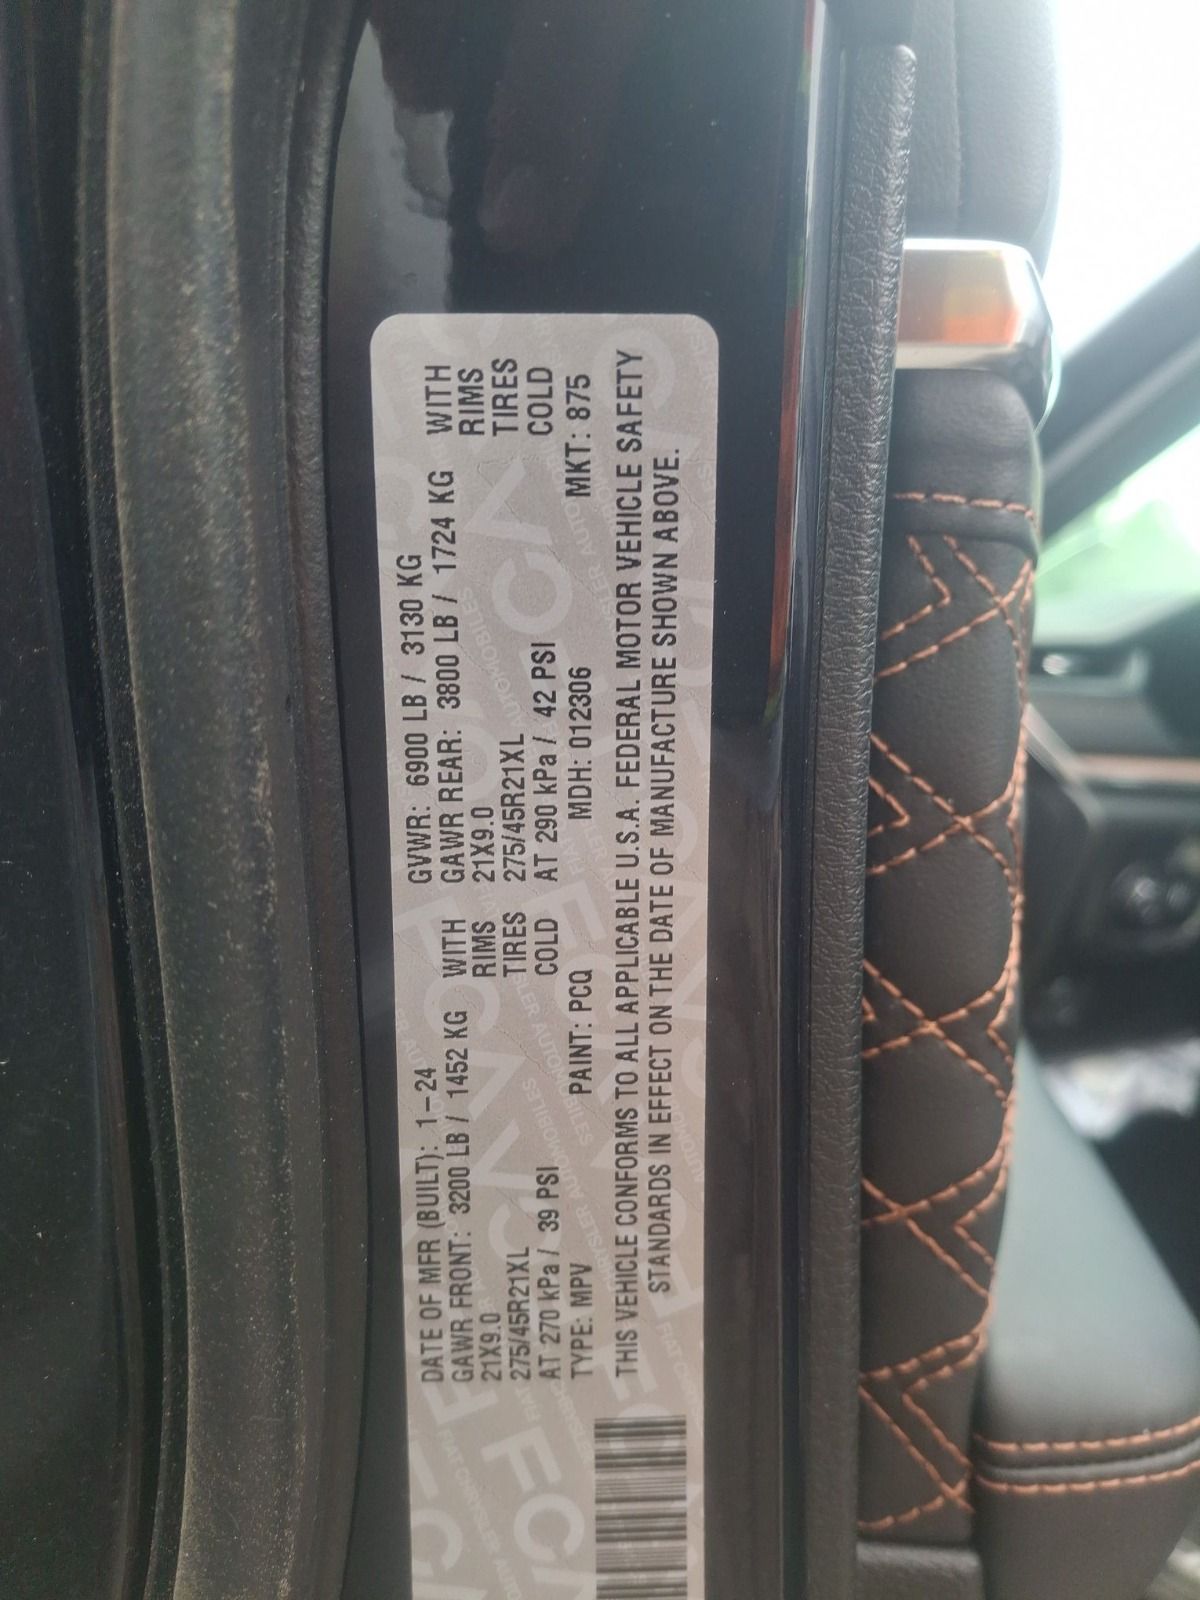 DATE OF MFR (BUILT): 1-24 GVWR: 6900 LB / 3130 KG
GAWR FRONT: 3200 LB / 1452 KG WITH GAWR REAR: 3800 LB / 1724 KG WITH
21X9.0 RIMS 21X9.0 RIMS
275/45R21XL TIRES 275/45R21XL TIRES
AT 270 kPa / 39 PSI COLD AT 290 kPa / 42 PSI COLD
TYPE: MPV PAINT: PCQ MDH: 012306 MKT: 875
THIS VEHICLE CONFORMS TO ALL APPLICABLE U.S.A. FEDERAL MOTOR VEHICLE SAFETY
STANDARDS IN EFFECT ON THE DATE OF MANUFACTURE SHOWN ABOVE.